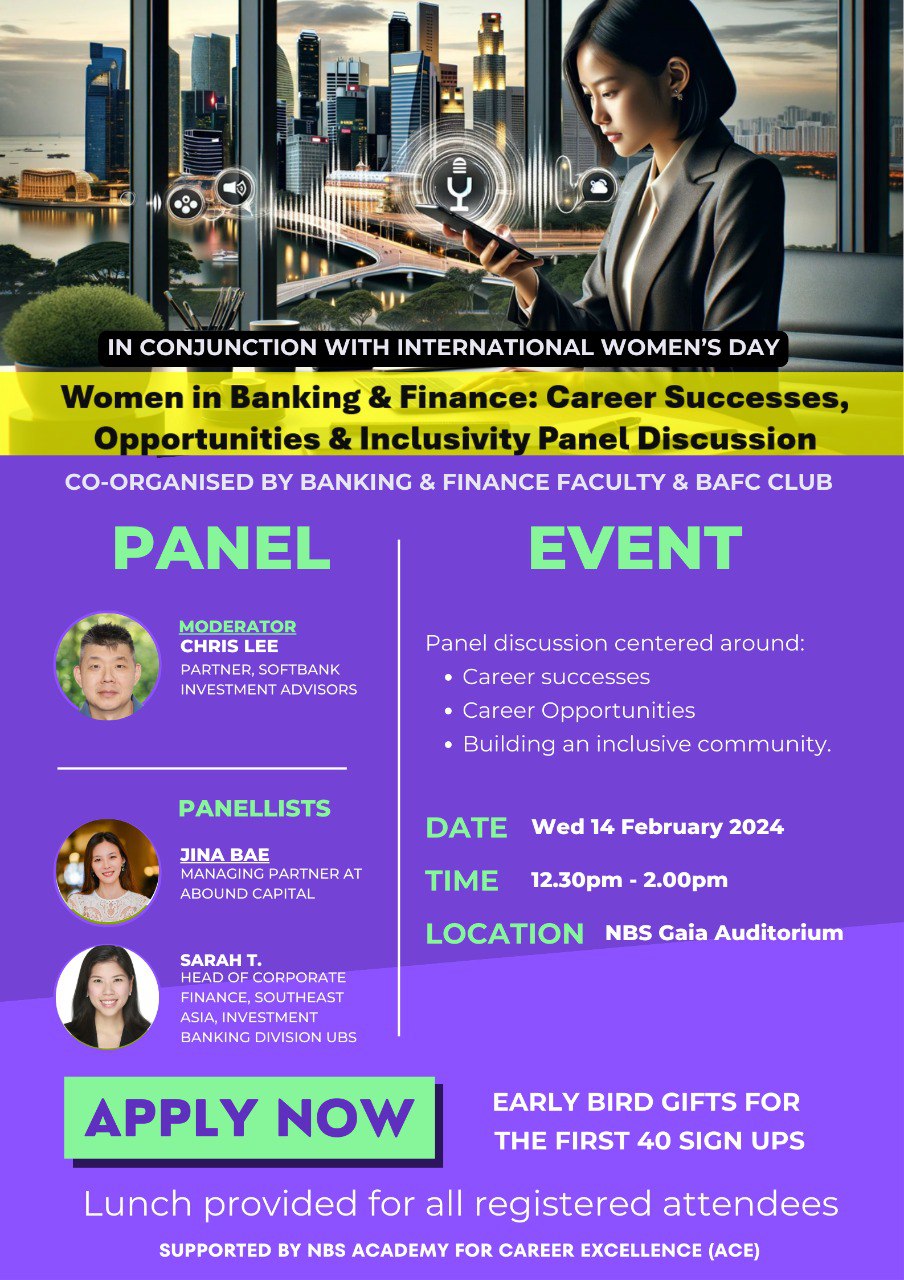 IN CONJUNCTION WITH INTERNATIONAL WOMEN'S DAY
Women in Banking & Finance: Career Successes,
Opportunities & Inclusivity Panel Discussion
CO-ORGANISED BY BANKING & FINANCE FACULTY & BAFC CLUB
PANEL
MODERATOR
CHRIS LEE
PARTNER, SOFTBANK
INVESTMENT ADVISORS
PANELLISTS
JINA BAE
MANAGING PARTNER AT
ABOUND CAPITAL
SARAH T.
HEAD OF CORPORATE
FINANCE, SOUTHEAST
ASIA, INVESTMENT
BANKING DIVISION UBS
EVENT
Panel discussion centered around:
• Career successes
• Career Opportunities
• Building an inclusive community.
DATE Wed 14 February 2024
TIME 12.30pm - 2.00pm
LOCATION NBS Gaia Auditorium
APPLY NOW
EARLY BIRD GIFTS FOR
THE FIRST 40 SIGN UPS
Lunch provided for all registered attendees
SUPPORTED BY NBS ACADEMY FOR CAREER EXCELLENCE (ACE)